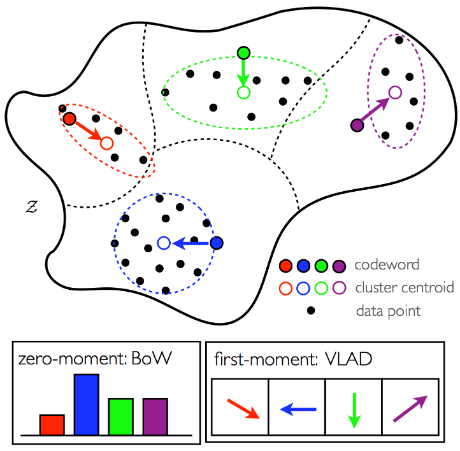 𝒵
codeword
cluster centroid
data point
zero-moment: BoW
first-moment: VLAD